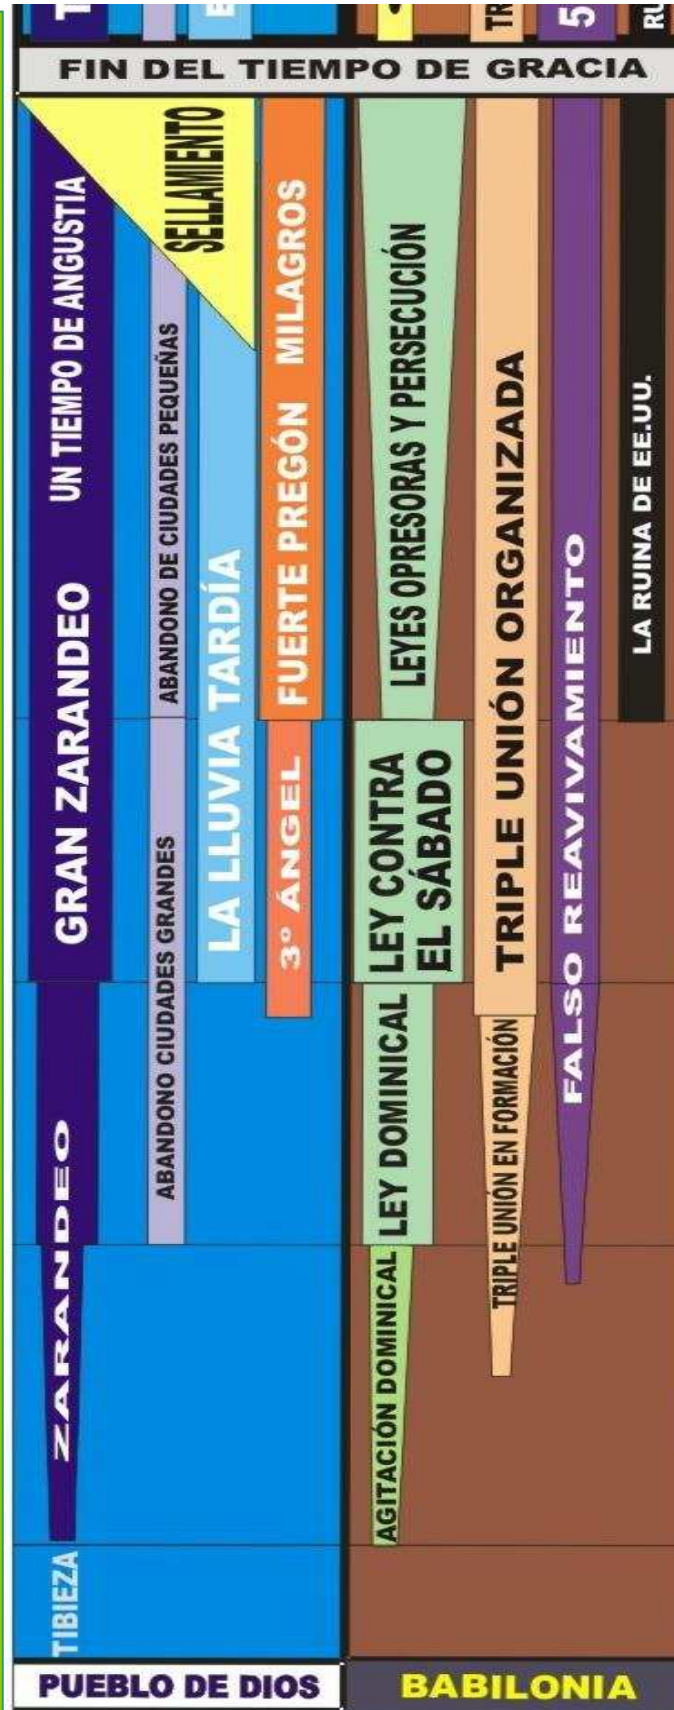 T
TR
5
RU
FIN DEL TIEMPO DE GRACIA
UN TIEMPO DE ANGUSTIA
GRAN ZARANDEO
ZARANDEO
TIBIEZA
ABANDONO DE CIUDADES PEQUEÑAS
ABANDONO CIUDADES GRANDES
SELLAMIENTO
LA LLUVIA TARDÍA
MILAGROS
FUERTE PREGÓN
3º ÁNGEL
LEYES OPRESORAS Y PERSECUCIÓN
LEY CONTRA
EL SÁBADO
LEY DOMINICAL
AGITACIÓN DOMINICAL
TRIPLE UNIÓN ORGANIZADA
TRIPLE UNIÓN EN FORMACIÓN
FALSO REAVIVAMIENTO
LA RUINA DE EE.UU.
PUEBLO DE DIOS
BABILONIA